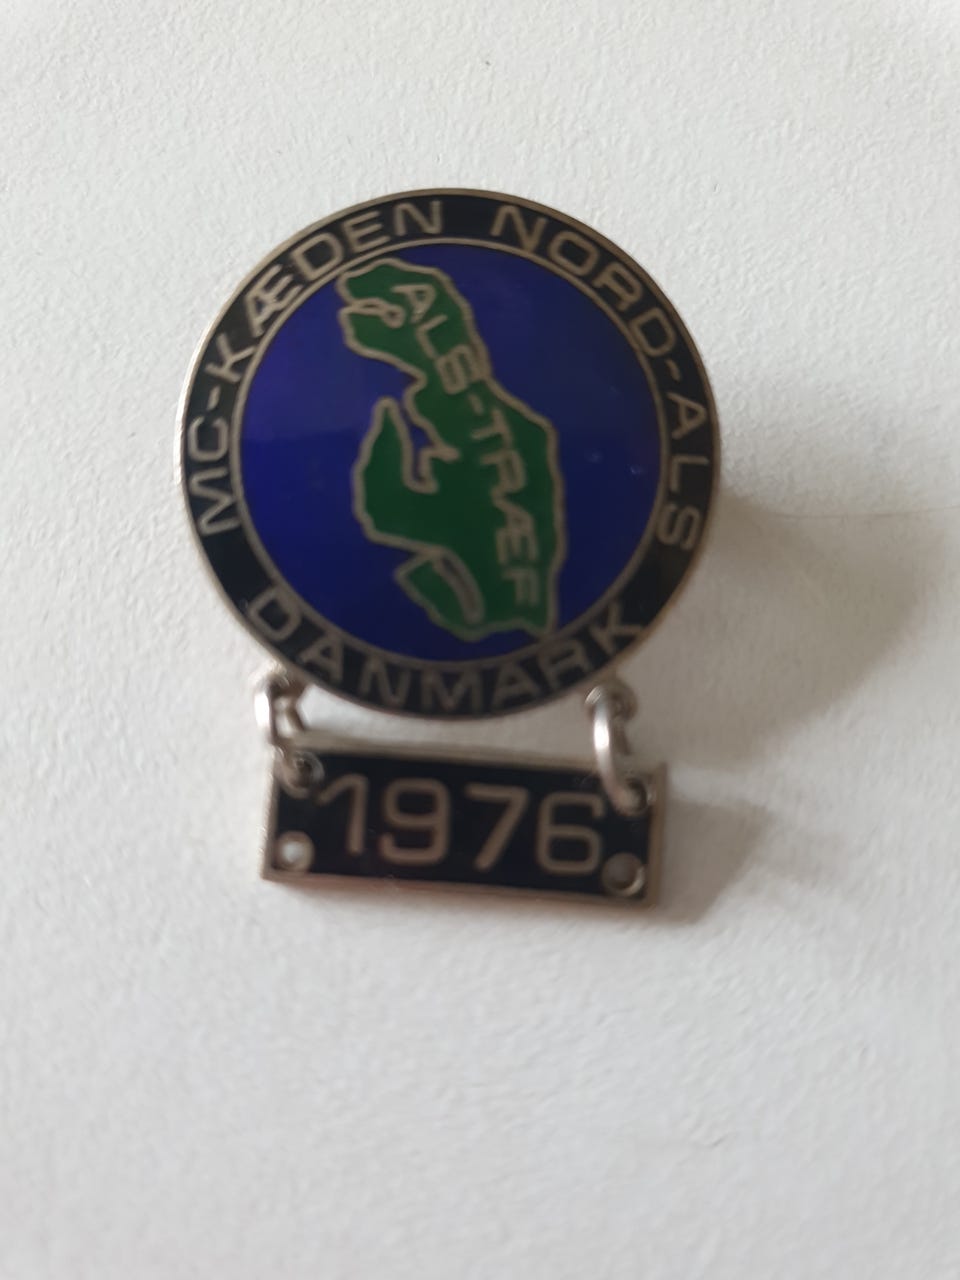 MC-KÆDEN NORD-ALS
ALS-TRÆF
DANMARK
1976